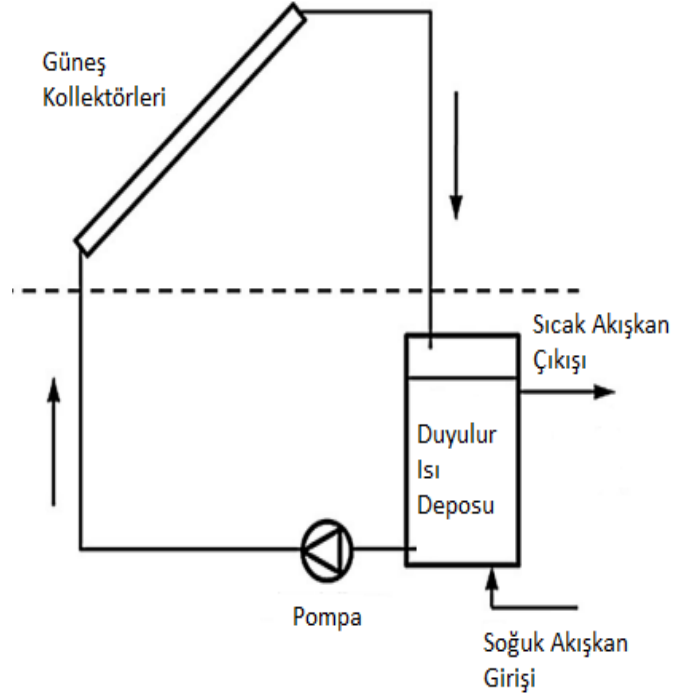 Güneş
Kollektörleri
Sıcak Akışkan
Çıkışı
Duyulur
Isı
Deposu
Pompa
Soğuk Akışkan
Girişi